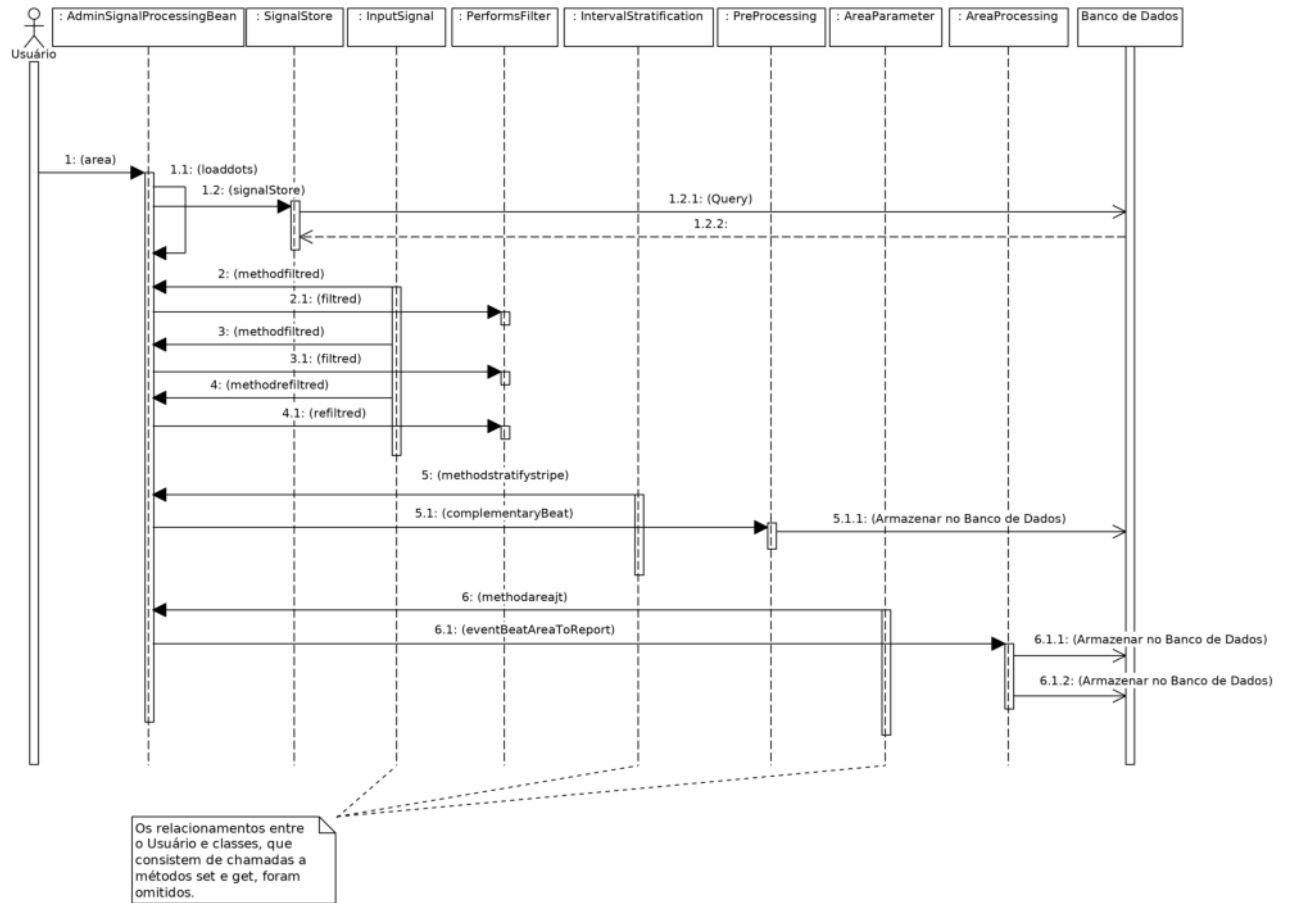 : AdminSignalProcessingBean
: SignalStore
: InputSignal
: PerformsFilter
: IntervalStratification
: PreProcessing
: AreaParameter
: AreaProcessing
Banco de Dados
Usuário
1: (area)
1.1: (loaddots)
1.2: (signalStore)
1.2.1: (Query)
1.2.2:
2: (methodfiltred)
2.1: (filtred)
3: (methodfiltred)
3.1: (filtred)
4: (methodrefiltred)
4.1: (refiltred)
5: (methodstratifystripe)
5.1: (complementaryBeat)
5.1.1: (Armazenar no Banco de Dados)
6: (methodareajt)
6.1: (eventBeatAreaToReport)
6.1.1: (Armazenar no Banco de Dados)
6.1.2: (Armazenar no Banco de Dados)
Os relacionamentos entre
o Usuário e classes, que
consistem de chamadas a
métodos set e get, foram
omitidos.